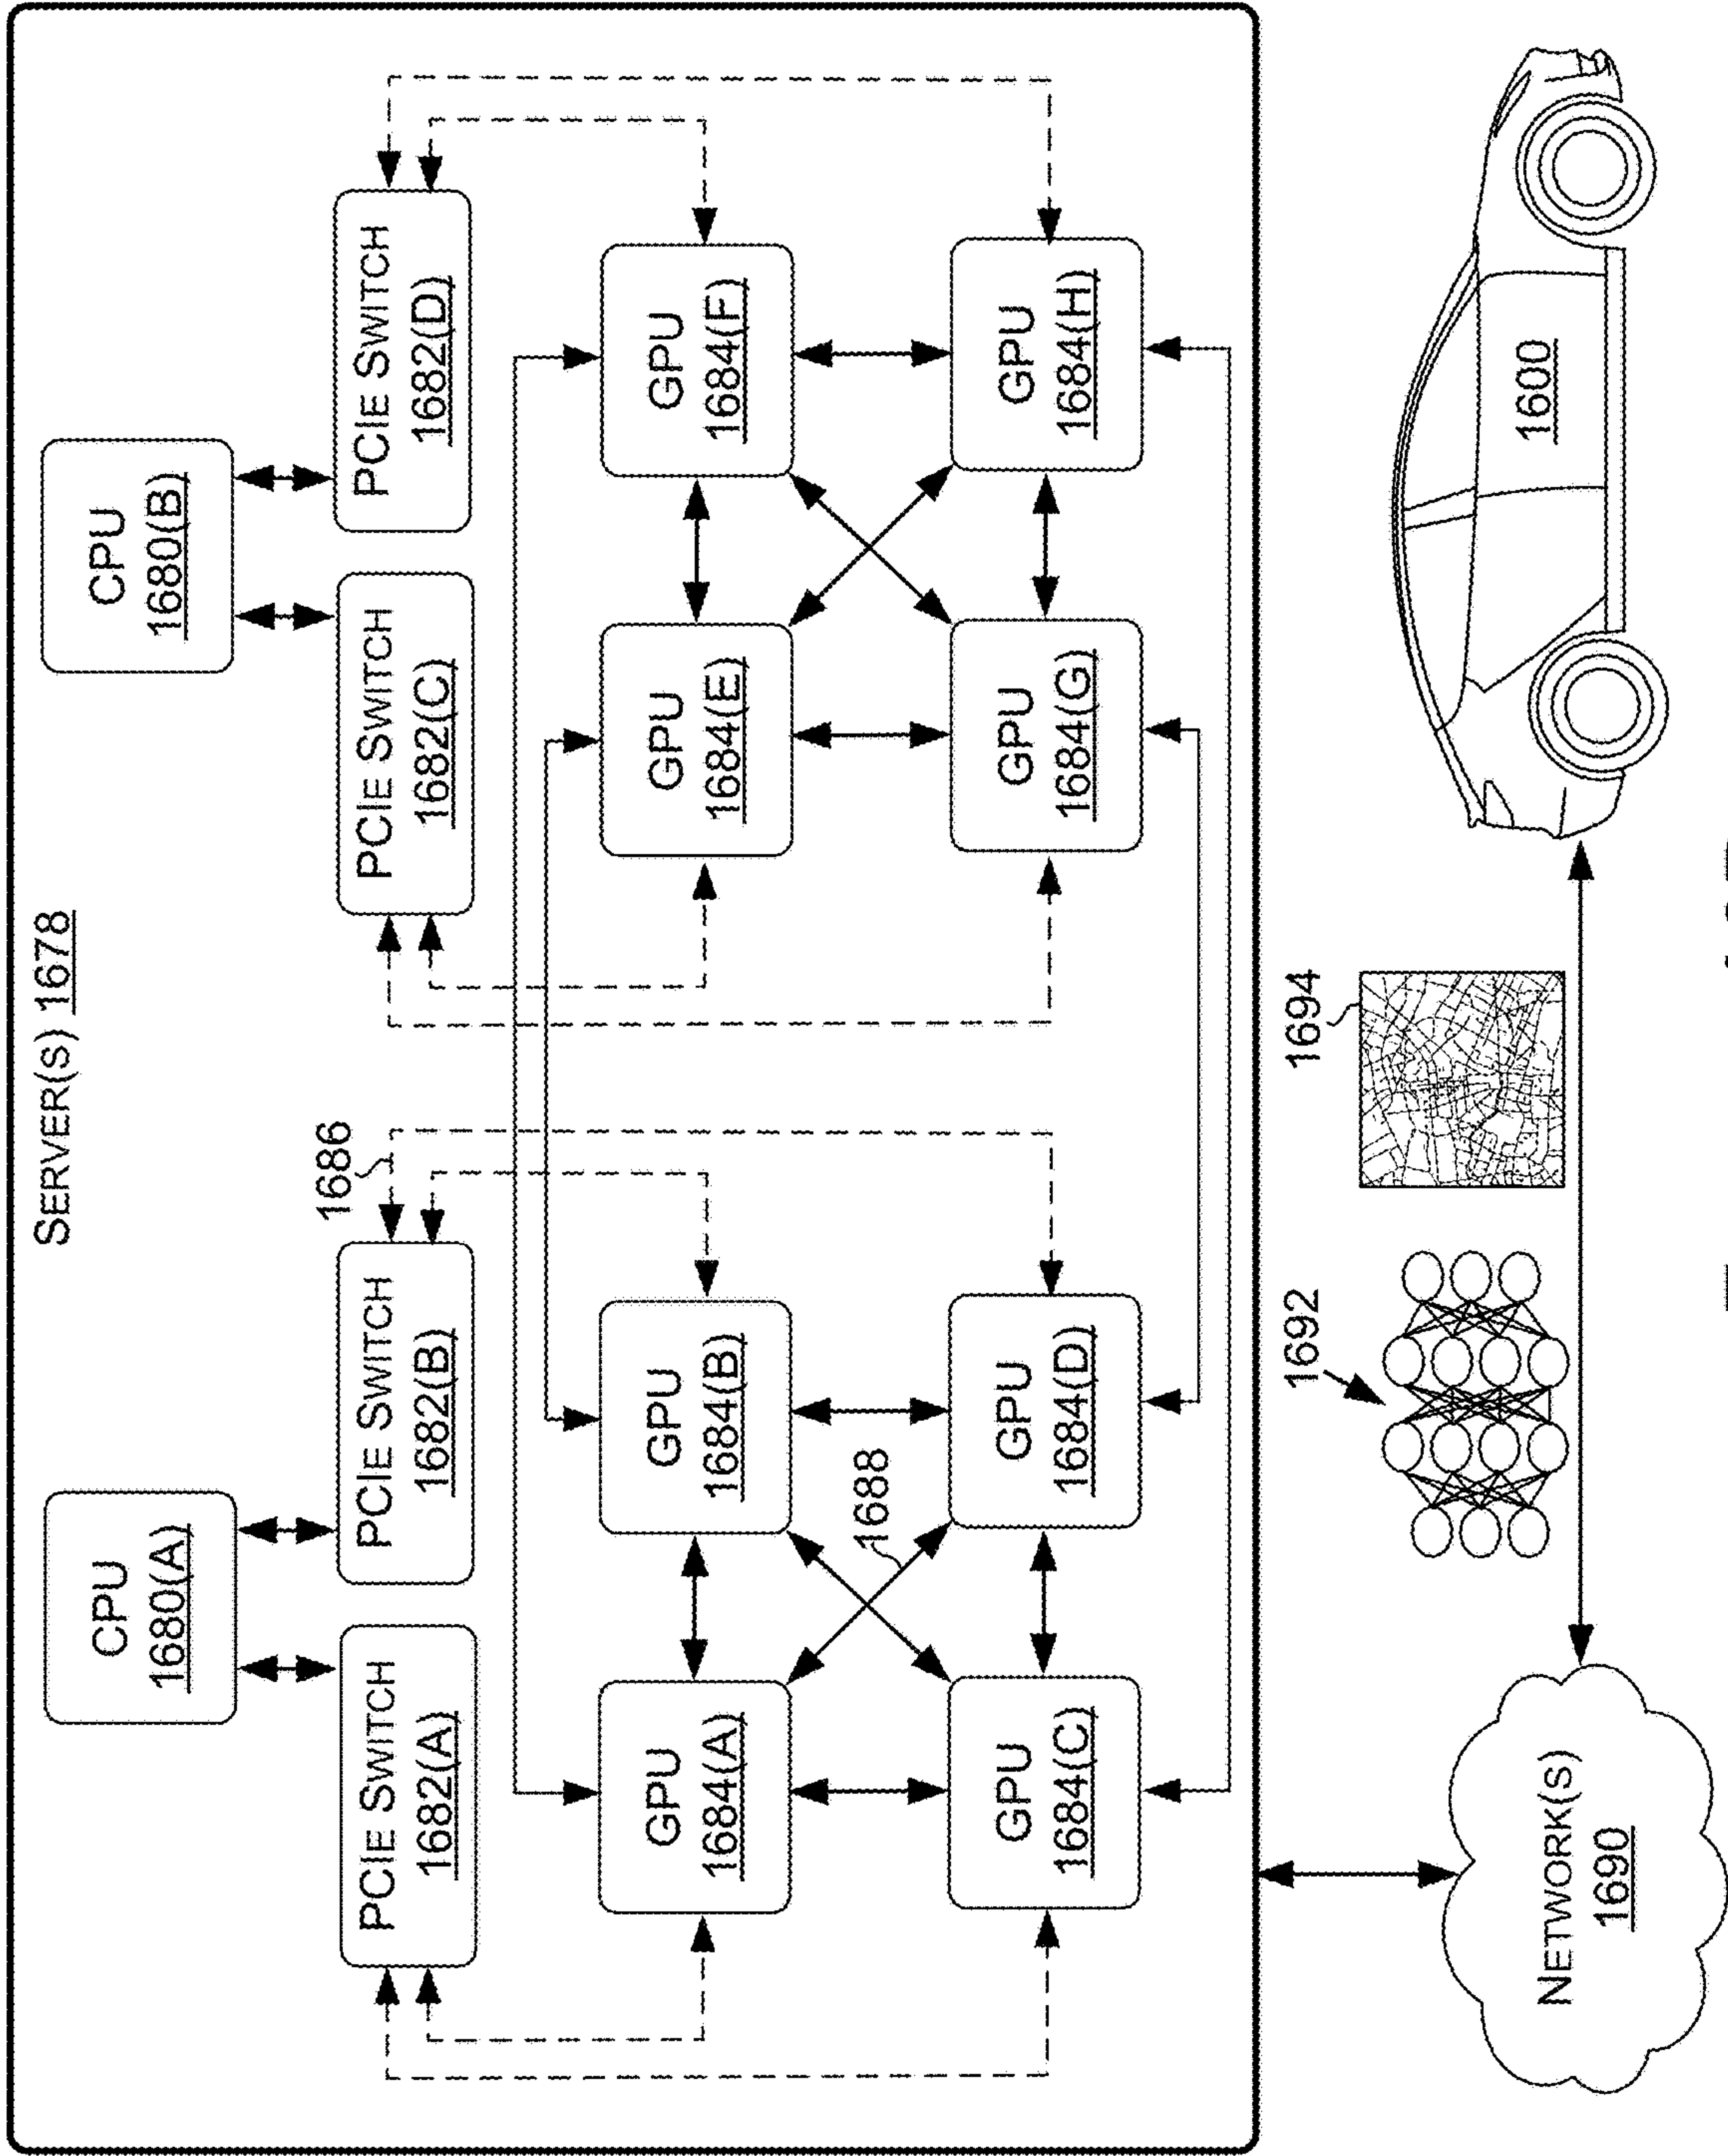 SERVER(S) 1678
CPU
1680(A)
CPU
1680(B)
PCIE SWITCH
1682(A)
PCIE SWITCH
1682(B)
1686
PCIE SWITCH
1682(C)
PCIE SWITCH
1682(D)
GPU
1684(A)
GPU
1684(B)
GPU
1684(E)
GPU
1684(F)
1688
GPU
1684(C)
GPU
1684(D)
GPU
1684(G)
GPU
1684(H)
NETWORK(S)
1690
1692
1694
1600